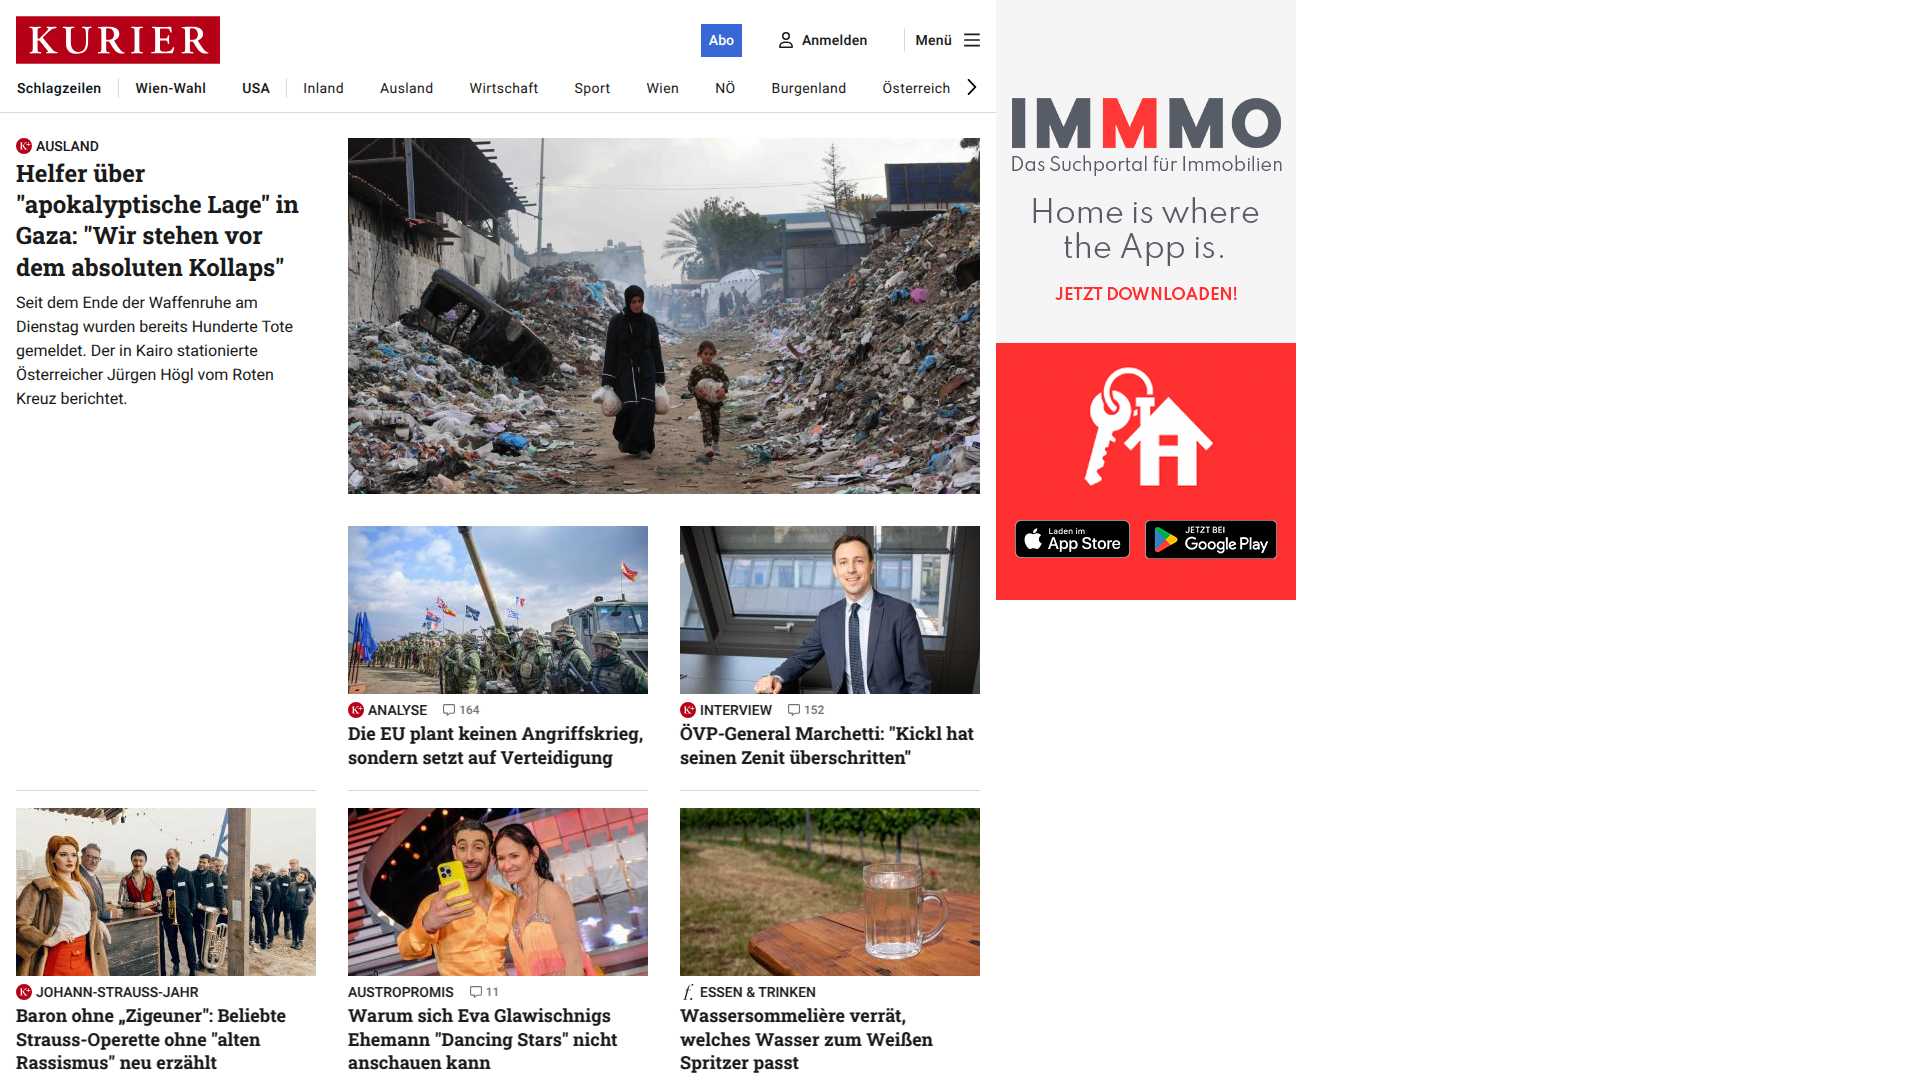 KURIER
Abo
Anmelden
Menü
Schlagzeilen
Wien-Wahl
USA
Inland
Ausland
Wirtschaft
Sport
Wien
NÖ
Burgenland
Österreich
K+ AUSLAND
Helfer über
"apokalyptische Lage" in
Gaza: "Wir stehen vor
dem absoluten Kollaps"
Seit dem Ende der Waffenruhe am
Dienstag wurden bereits Hunderte Tote
gemeldet. Der in Kairo stationierte
Österreicher Jürgen Högl vom Roten
Kreuz berichtet.
K+ ANALYSE 164
Die EU plant keinen Angriffskrieg,
sondern setzt auf Verteidigung
K+ INTERVIEW 152
ÖVP-General Marchetti: "Kickl hat
seinen Zenit überschritten"
K+ JOHANN-STRAUSS-JAHR
Baron ohne „Zigeuner": Beliebte
Strauss-Operette ohne "alten
Rassismus" neu erzählt
AUSTROPROMIS 11
Warum sich Eva Glawischnigs
Ehemann "Dancing Stars" nicht
anschauen kann
f. ESSEN & TRINKEN
Wassersommelière verrät,
welches Wasser zum Weißen
Spritzer passt
IMMMO
Das Suchportal für Immobilien
Home is where
the App is.
JETZT DOWNLOADEN!
Laden im
App Store
JETZT BEI
Google Play